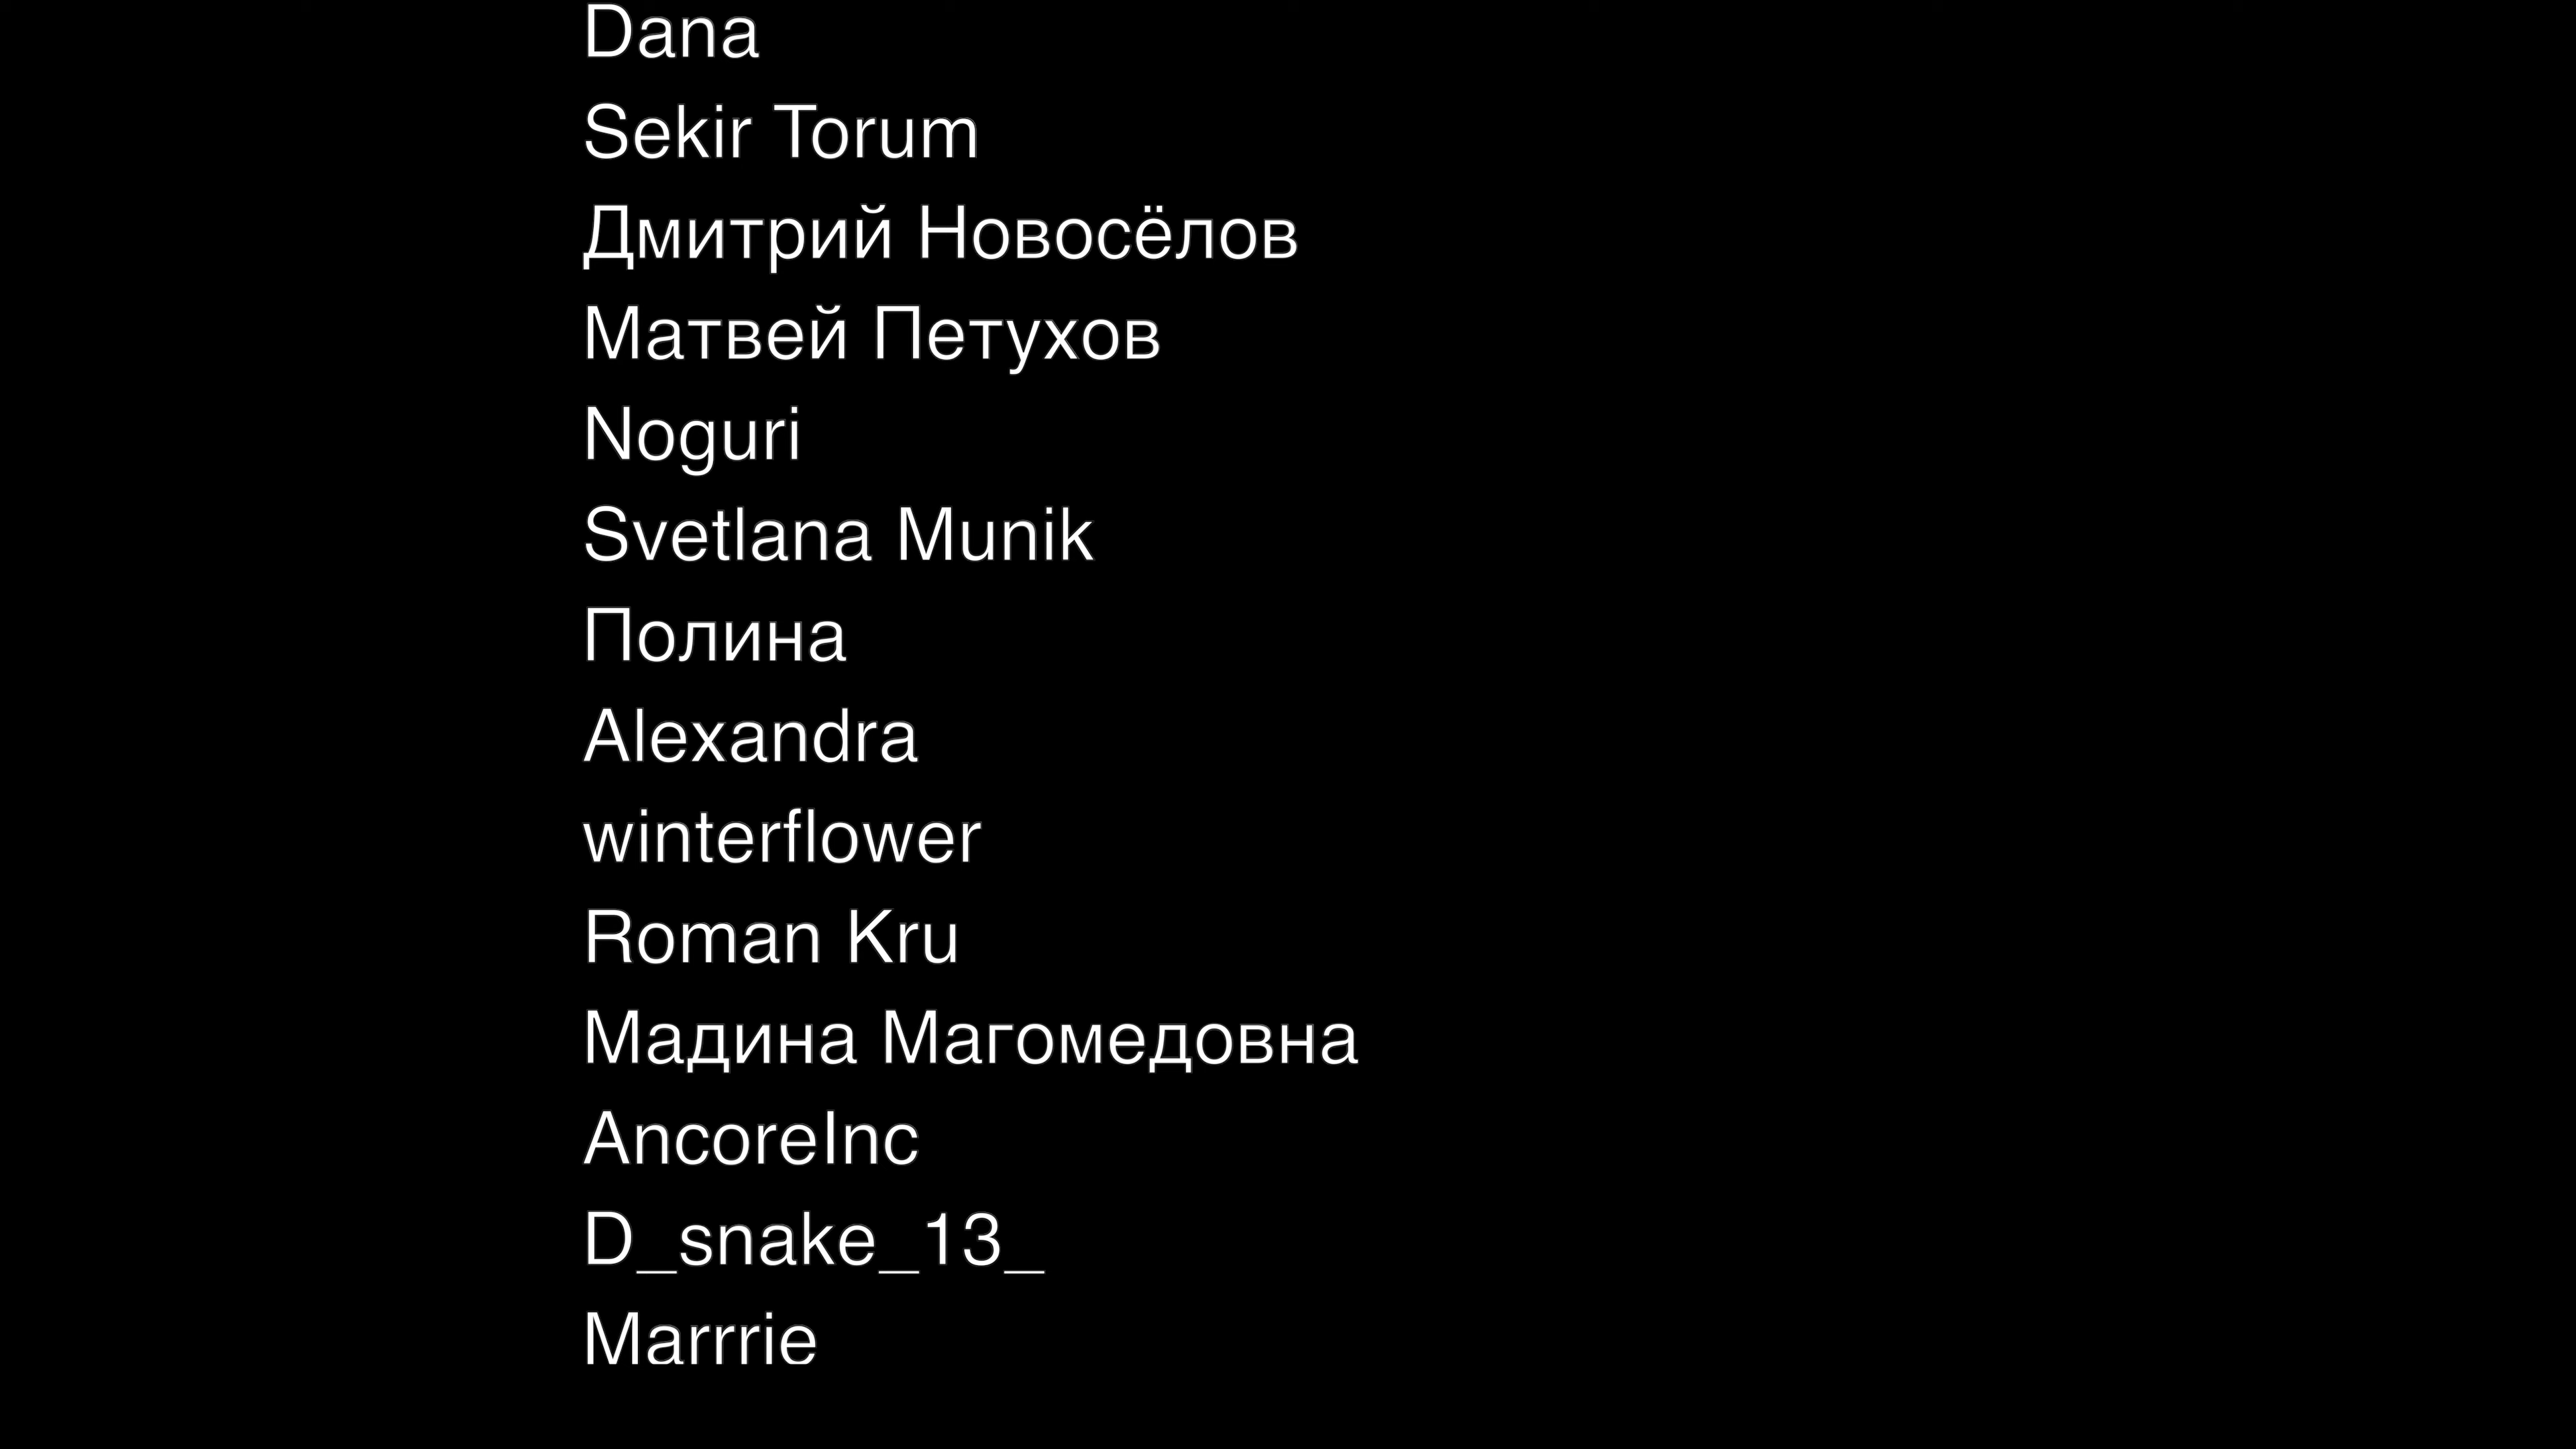 Dana
Sekir Torum
Дмитрий Новосёлов
Матвей Петухов
Noguri
Svetlana Munik
Полина
Alexandra
winterflower
Roman Kru
Мадина Магомедовна
AncoreInc
D_snake_13_
Marrrie